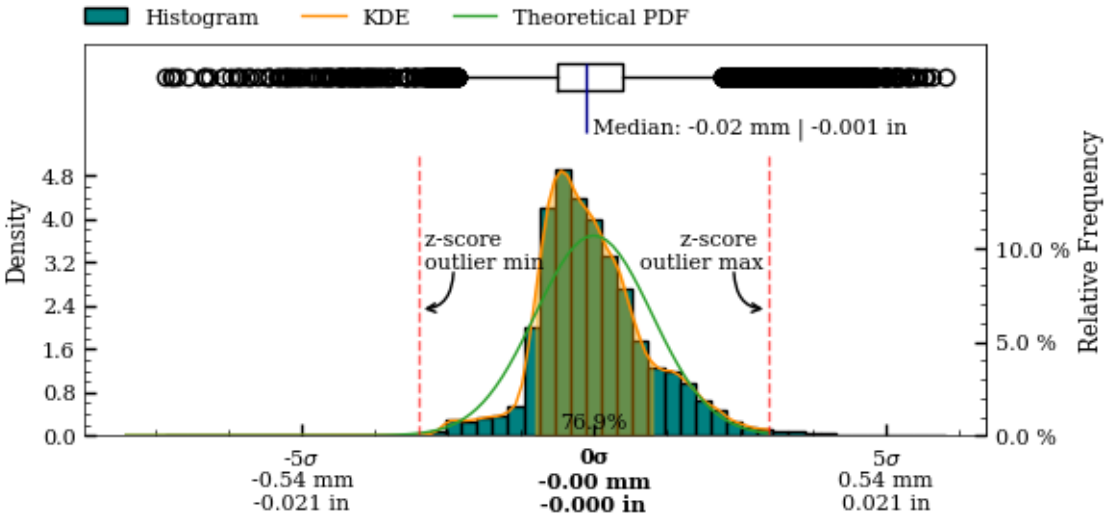 Histogram KDE Theoretical PDF
Median: -0.02 mm | -0.001 in
Density
4.8
4.0
3.2
2.4
1.6
0.8
0.0
z-score
outlier min
z-score
outlier max
76.9%
Relative Frequency
10.0 %
5.0 %
0.0 %
-5σ 0σ 5σ
-0.54 mm -0.00 mm 0.54 mm
-0.021 in -0.000 in 0.021 in